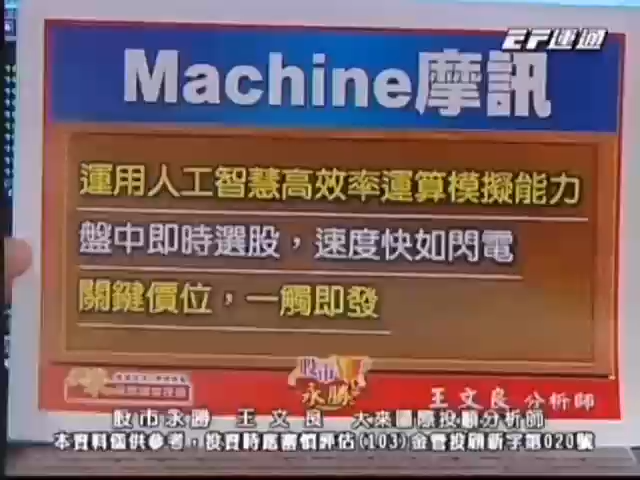 EF運通
Machine摩訊
運用人工智慧高效率運算模擬能力
盤中即時選股，速度快如閃電
關鍵價位，一觸即發
股市
永勝
王文良 分析師
股市永勝 王文良 大來國際投顧分析師
本資料僅供參考，投資時應審慎評估(103)金管投顧新字第020號